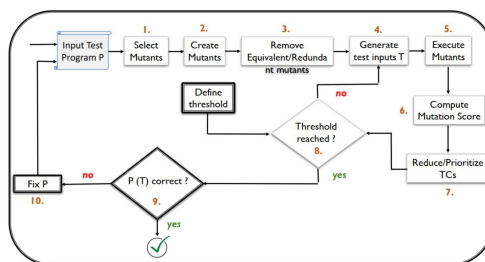 1.
2.
3.
4.
5.
Input Test
Program P
Select
Mutants
Create
Mutants
Remove
Equivalent/Redunda
nt mutants
Generate
test inputs T
Execute
Mutants
no
Define
threshold
6.
Compute
Mutation Score
Threshold
reached ?
8.
Reduce/Prioritize
TCs
7.
yes
no
P (T) correct ?
9.
Fix P
10.
yes